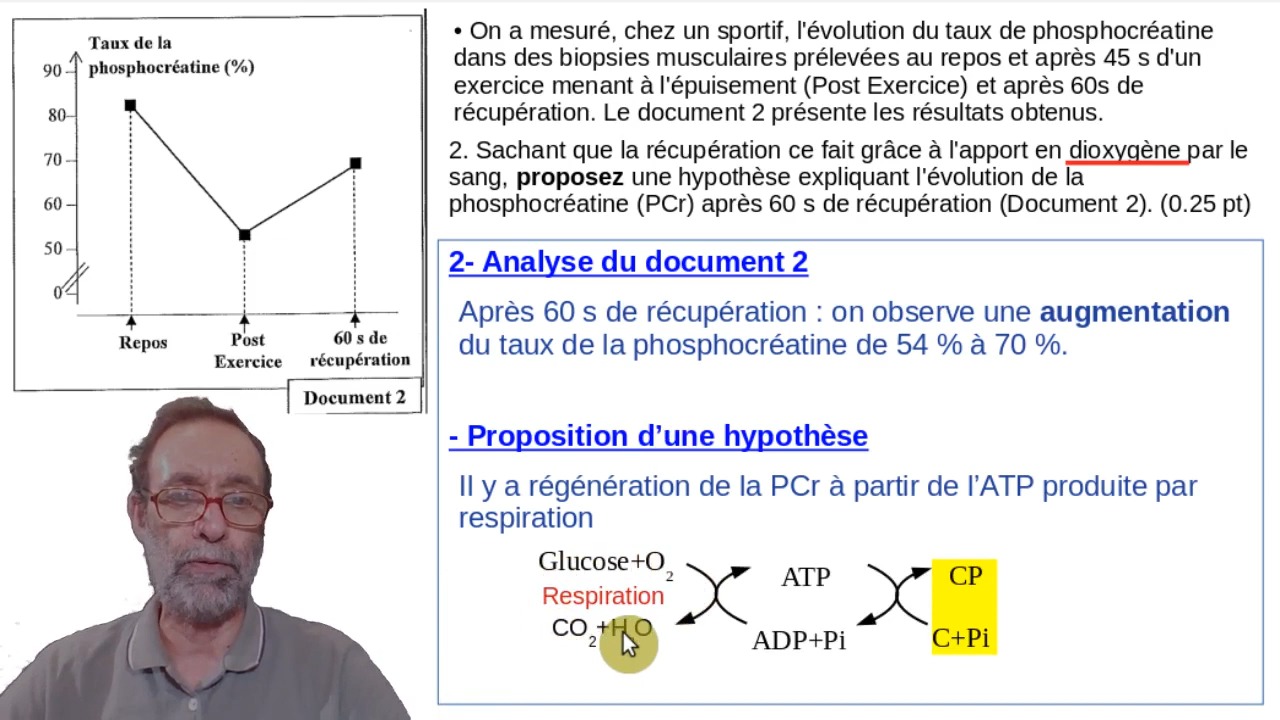 Taux de la
phosphocréatine (%)
90
80
70
60
50
0
Repos
Post
Exercice
60 s de
récupération
Document 2
• On a mesuré, chez un sportif, l'évolution du taux de phosphocréatine
dans des biopsies musculaires prélevées au repos et après 45 s d'un
exercice menant à l'épuisement (Post Exercice) et après 60s de
récupération. Le document 2 présente les résultats obtenus.
2. Sachant que la récupération ce fait grâce à l'apport en dioxygène par le
sang, proposez une hypothèse expliquant l'évolution de la
phosphocréatine (PCr) après 60 s de récupération (Document 2). (0.25 pt)
2- Analyse du document 2
Après 60 s de récupération : on observe une augmentation
du taux de la phosphocréatine de 54 % à 70 %.
- Proposition d’une hypothèse
Il y a régénération de la PCr à partir de l’ATP produite par
respiration
Glucose+O2
Respiration
CO2+H2O
ATP
ADP+Pi
CP
C+Pi